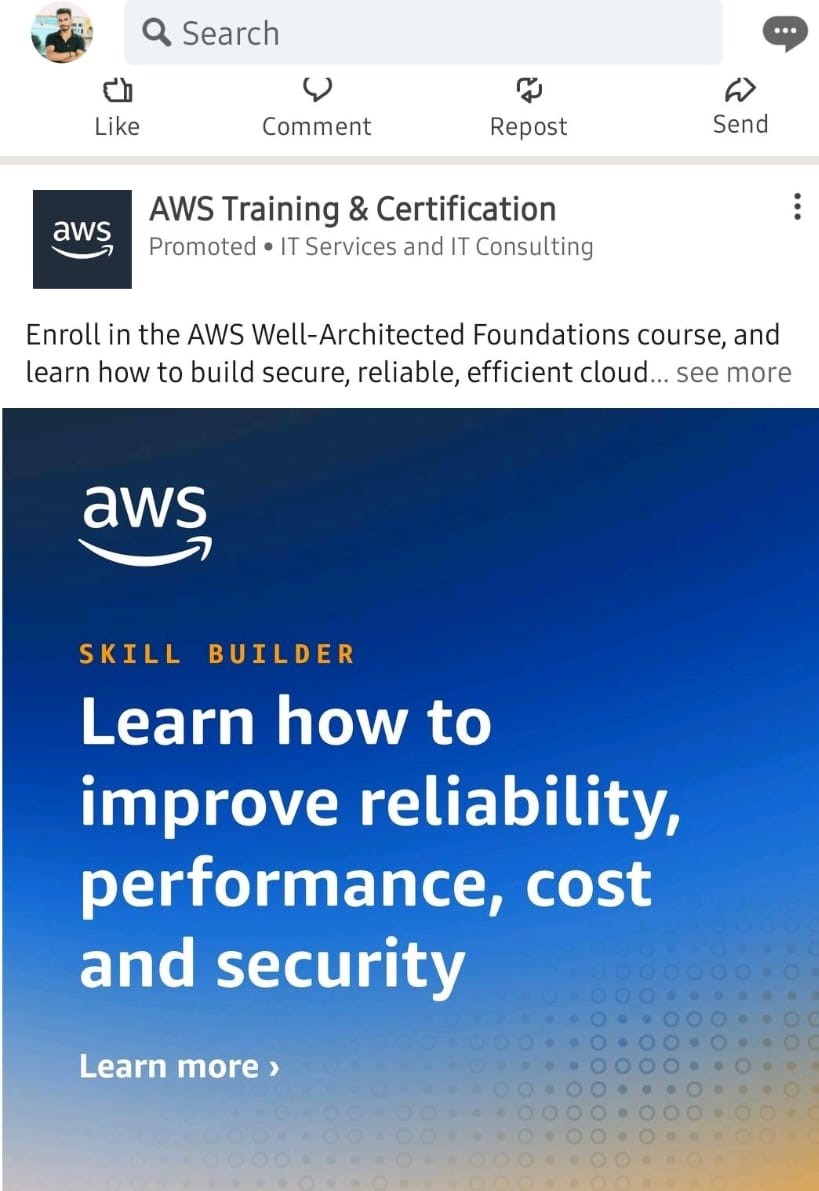 Search
Like
Comment
Repost
Send
aws
AWS Training & Certification
Promoted • IT Services and IT Consulting
Enroll in the AWS Well-Architected Foundations course, and
learn how to build secure, reliable, efficient cloud... see more
aws
SKILL BUILDER
Learn how to
improve reliability,
performance, cost
and security
Learn more ›